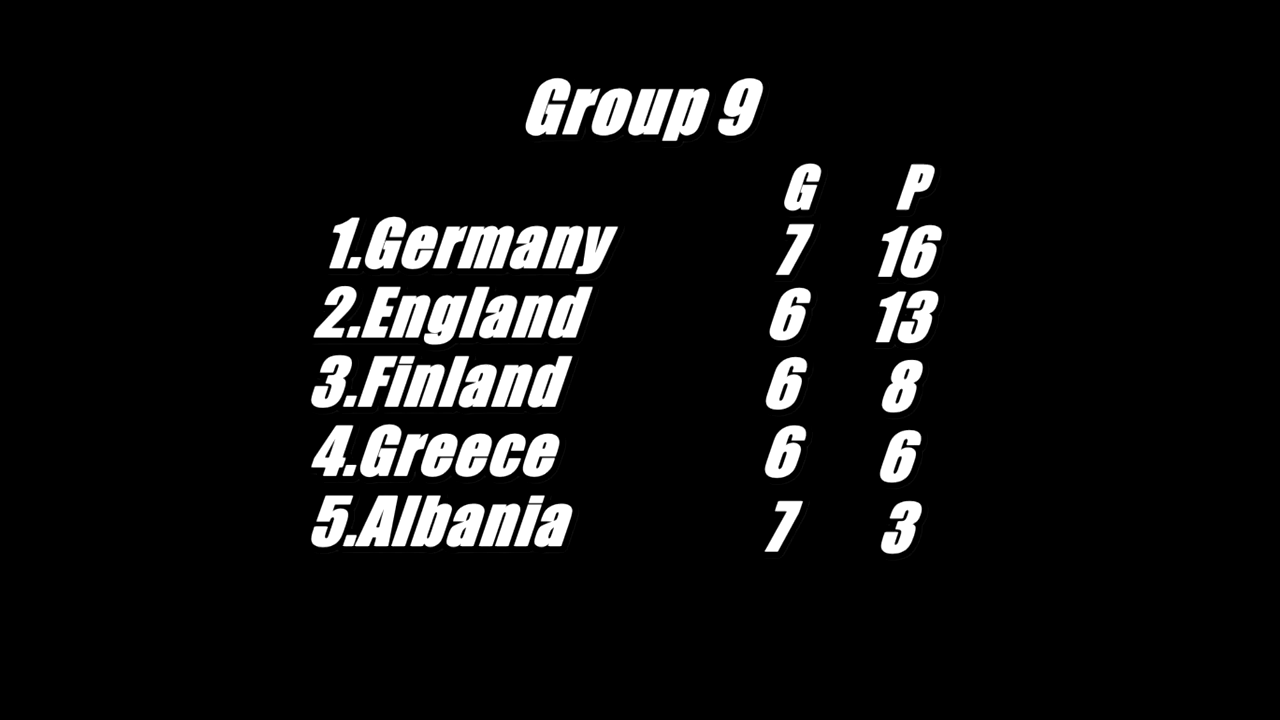 Group 9
G P
1.Germany 7 16
2.England 6 13
3.Finland 6 8
4.Greece 6 6
5.Albania 7 3